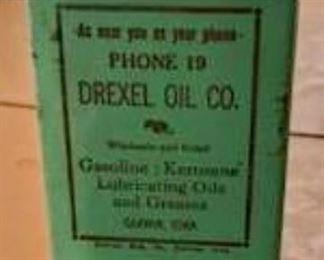 -As near you as your phone-
PHONE 19
DREXEL OIL CO.
Wholesale and Retail
Gasoline : Kerosene
Lubricating Oils
and Greases
IOWA